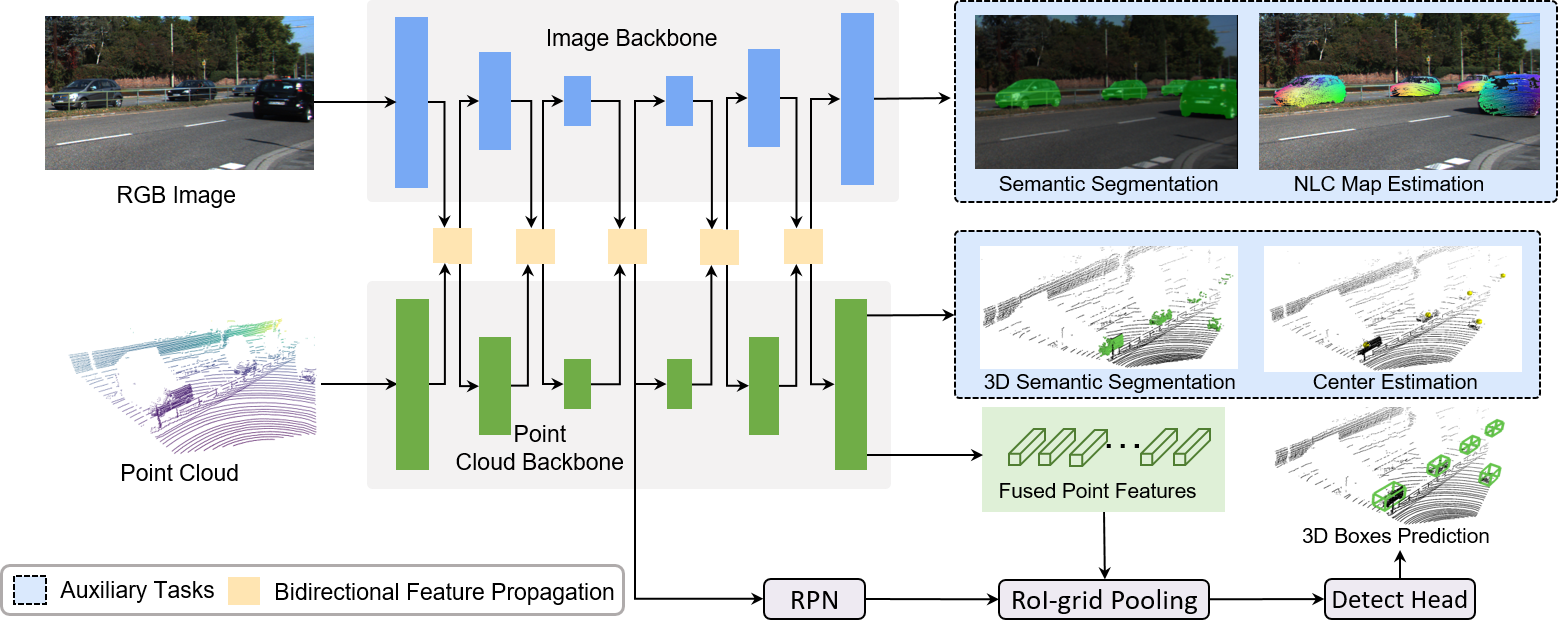 Image Backbone
RGB Image
Semantic Segmentation
NLC Map Estimation
Point Cloud
Point
Cloud Backbone
3D Semantic Segmentation
Center Estimation
...
Fused Point Features
3D Boxes Prediction
Auxiliary Tasks
Bidirectional Feature Propagation
RPN
RoI-grid Pooling
Detect Head